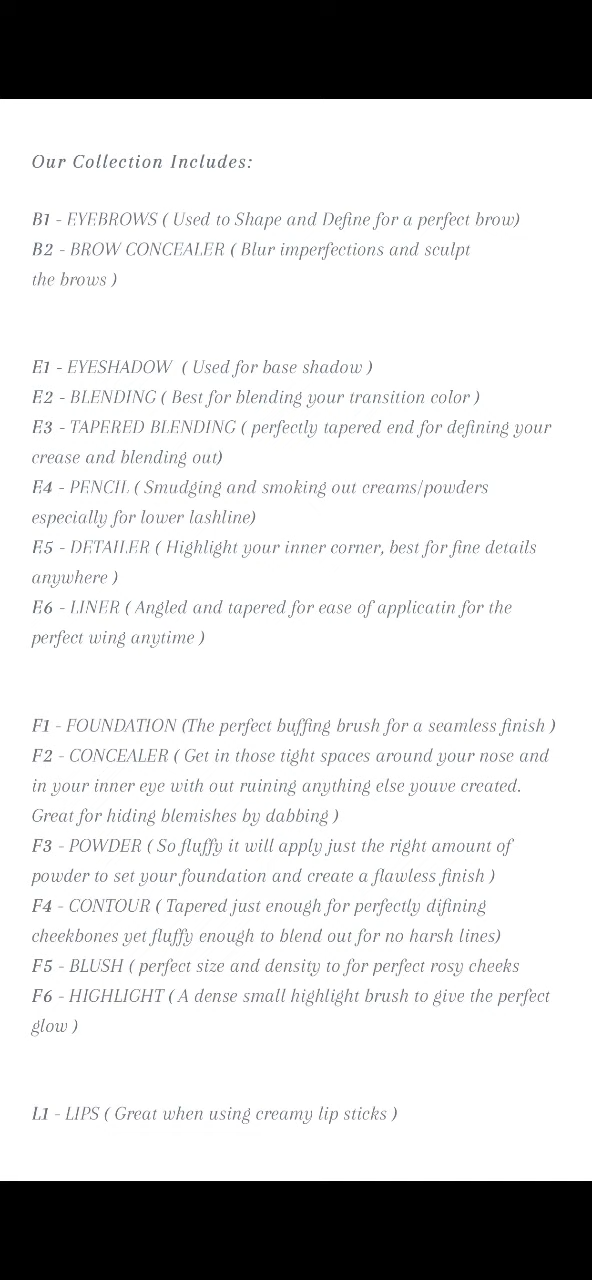 Our Collection Includes:
B1 - EYEBROWS ( Used to Shape and Define for a perfect brow)
B2 - BROW CONCEALER ( Blur imperfections and sculpt
the brows )
E1 - EYESHADOW  ( Used for base shadow )
E2 - BLENDING ( Best for blending your transition color )
E3 - TAPERED BLENDING ( perfectly tapered end for defining your
crease and blending out)
E4 - PENCIL ( Smudging and smoking out creams/powders
especially for lower lashline)
E5 - DETAILER ( Highlight your inner corner, best for fine details
anywhere )
E6 - LINER ( Angled and tapered for ease of applicatin for the
perfect wing anytime )
F1 - FOUNDATION (The perfect buffing brush for a seamless finish )
F2 - CONCEALER ( Get in those tight spaces around your nose and
in your inner eye with out ruining anything else youve created.
Great for hiding blemishes by dabbing )
F3 - POWDER ( So fluffy it will apply just the right amount of
powder to set your foundation and create a flawless finish )
F4 - CONTOUR ( Tapered just enough for perfectly difining
cheekbones yet fluffy enough to blend out for no harsh lines)
F5 - BLUSH ( perfect size and density to for perfect rosy cheeks
F6 - HIGHLIGHT ( A dense small highlight brush to give the perfect
glow )
L1 - LIPS ( Great when using creamy lip sticks )